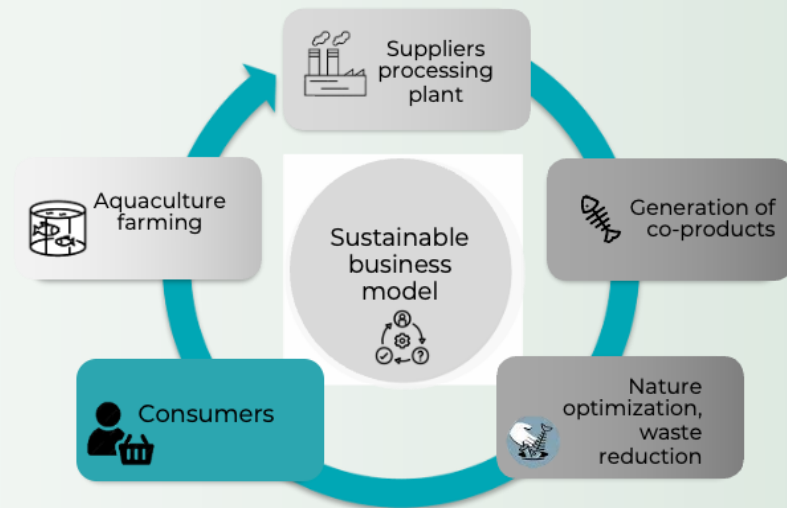 Suppliers
processing
plant
Aquaculture
farming
Generation of
co-products
Sustainable
business
model
Consumers
Nature
optimization,
waste
reduction